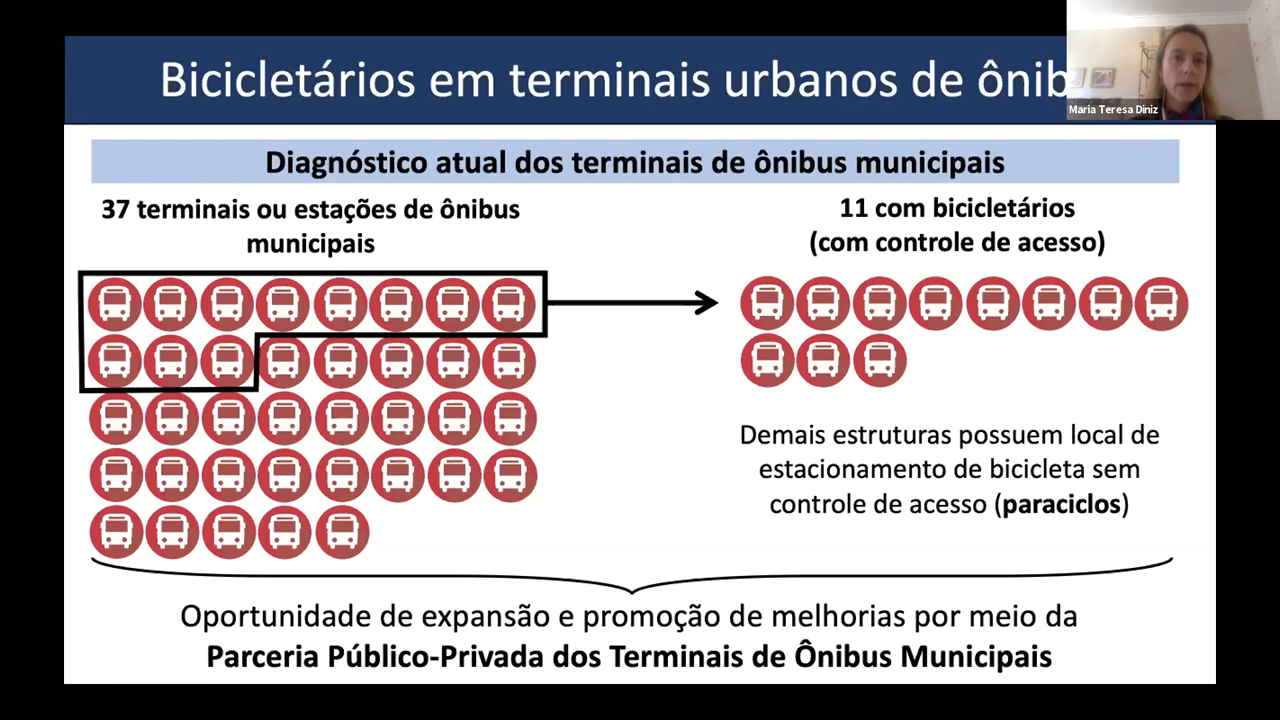 Bicicletários em terminais urbanos de ônib
Maria Teresa Diniz
Diagnóstico atual dos terminais de ônibus municipais
37 terminais ou estações de ônibus
municipais
11 com bicicletários
(com controle de acesso)
Demais estruturas possuem local de
estacionamento de bicicleta sem
controle de acesso (paraciclos)
Oportunidade de expansão e promoção de melhorias por meio da
Parceria Público-Privada dos Terminais de Ônibus Municipais